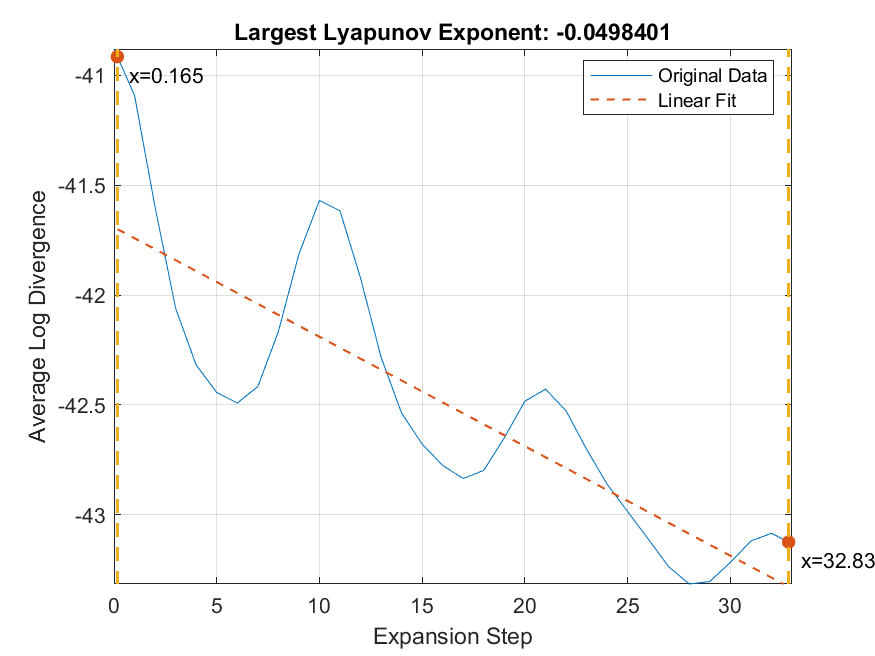 Largest Lyapunov Exponent: -0.0498401
x=0.165
Original Data
Linear Fit
-41
-41.5
-42
-42.5
-43
Average Log Divergence
x=32.83
0 5 10 15 20 25 30
Expansion Step